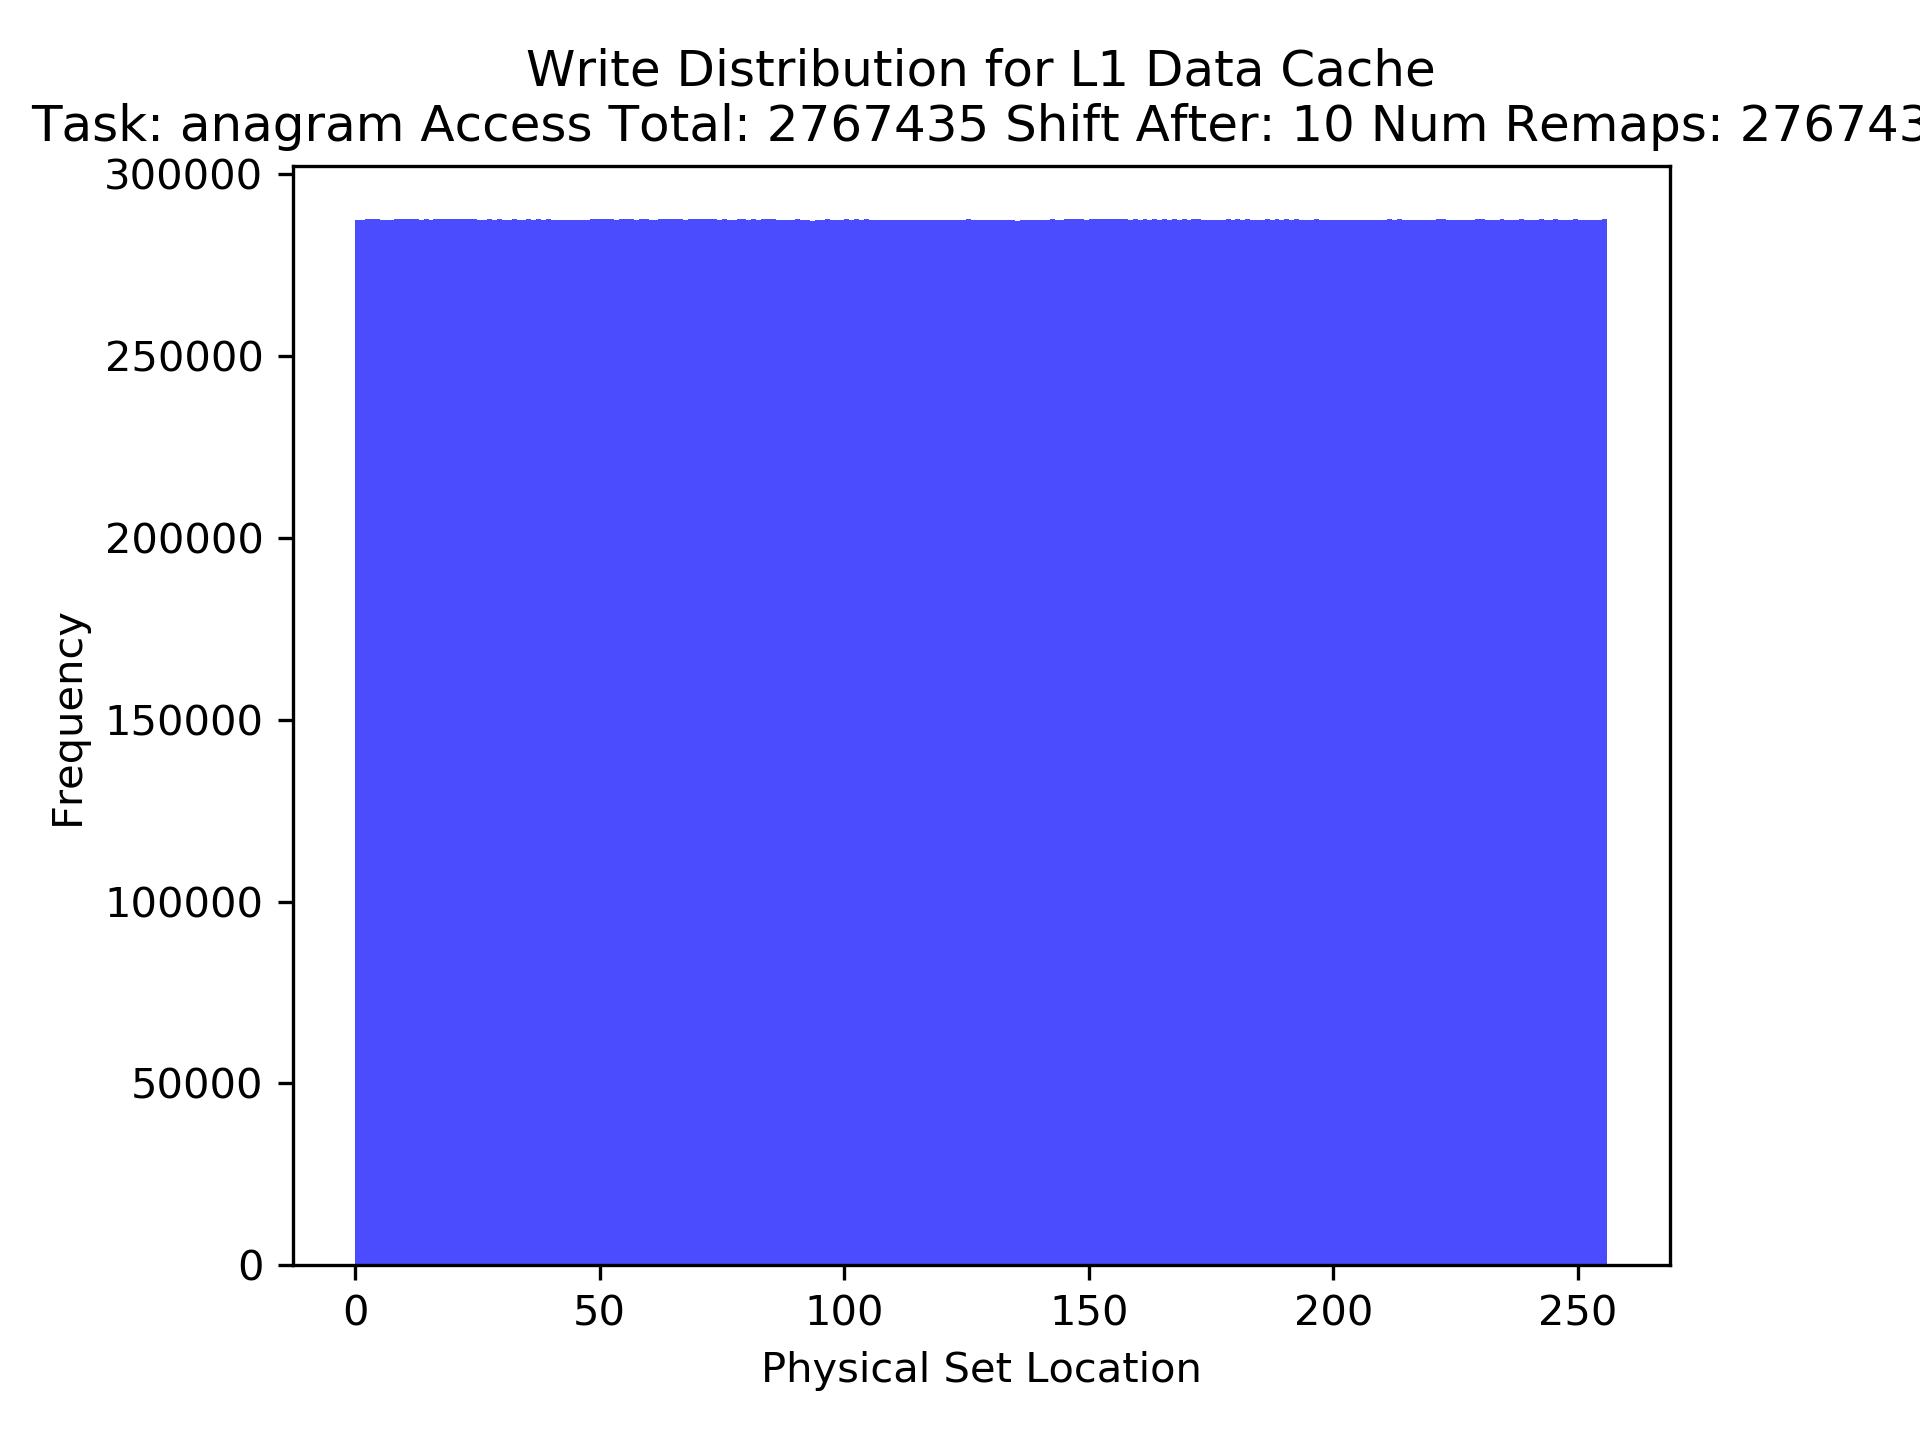 Write Distribution for L1 Data Cache
Task: anagram Access Total: 2767435 Shift After: 10 Num Remaps: 276743
300000
250000
200000
150000
100000
50000
0
Frequency
0 50 100 150 200 250
Physical Set Location